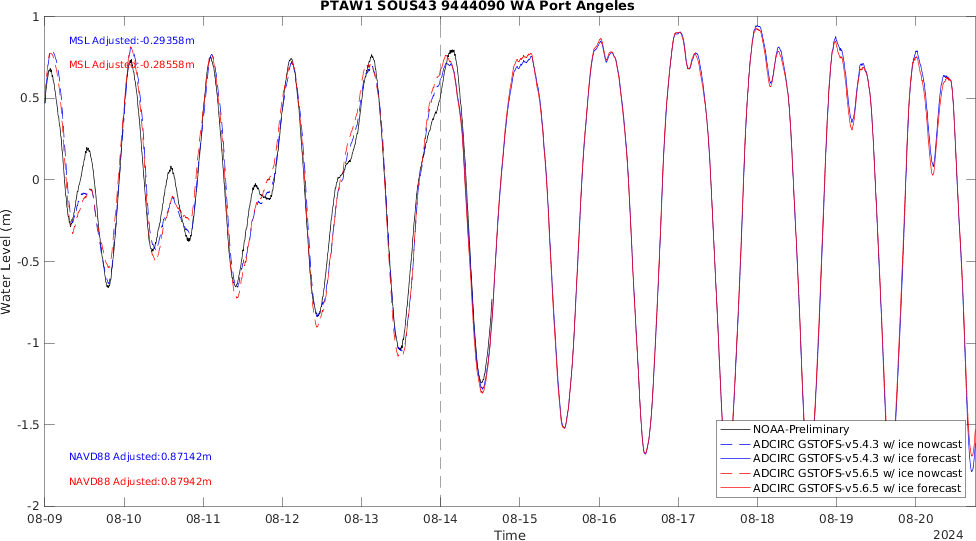 PTAW1 SOUS43 9444090 WA Port Angeles
MSL Adjusted:-0.29358m
MSL Adjusted:-0.28558m
1
0.5
0
-0.5
-1
-1.5
-2
Water Level (m)
NAVD88 Adjusted:0.87142m
NAVD88 Adjusted:0.87942m
NOAA-Preliminary
ADCIRC GSTOFS-v5.4.3 w/ ice nowcast
ADCIRC GSTOFS-v5.4.3 w/ ice forecast
ADCIRC GSTOFS-v5.6.5 w/ ice nowcast
ADCIRC GSTOFS-v5.6.5 w/ ice forecast
08-09 08-10 08-11 08-12 08-13 08-14 08-15 08-16 08-17 08-18 08-19 08-20
Time
2024